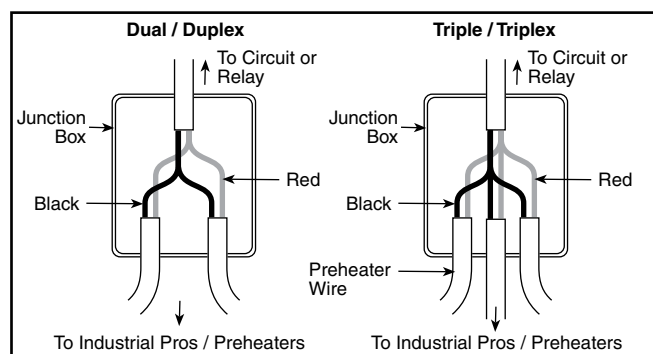 Dual / Duplex
To Circuit or
Relay
Junction
Box
Black
Red
To Industrial Pros / Preheaters
Triple / Triplex
To Circuit or
Relay
Junction
Box
Black
Red
Preheater
Wire
To Industrial Pros / Preheaters